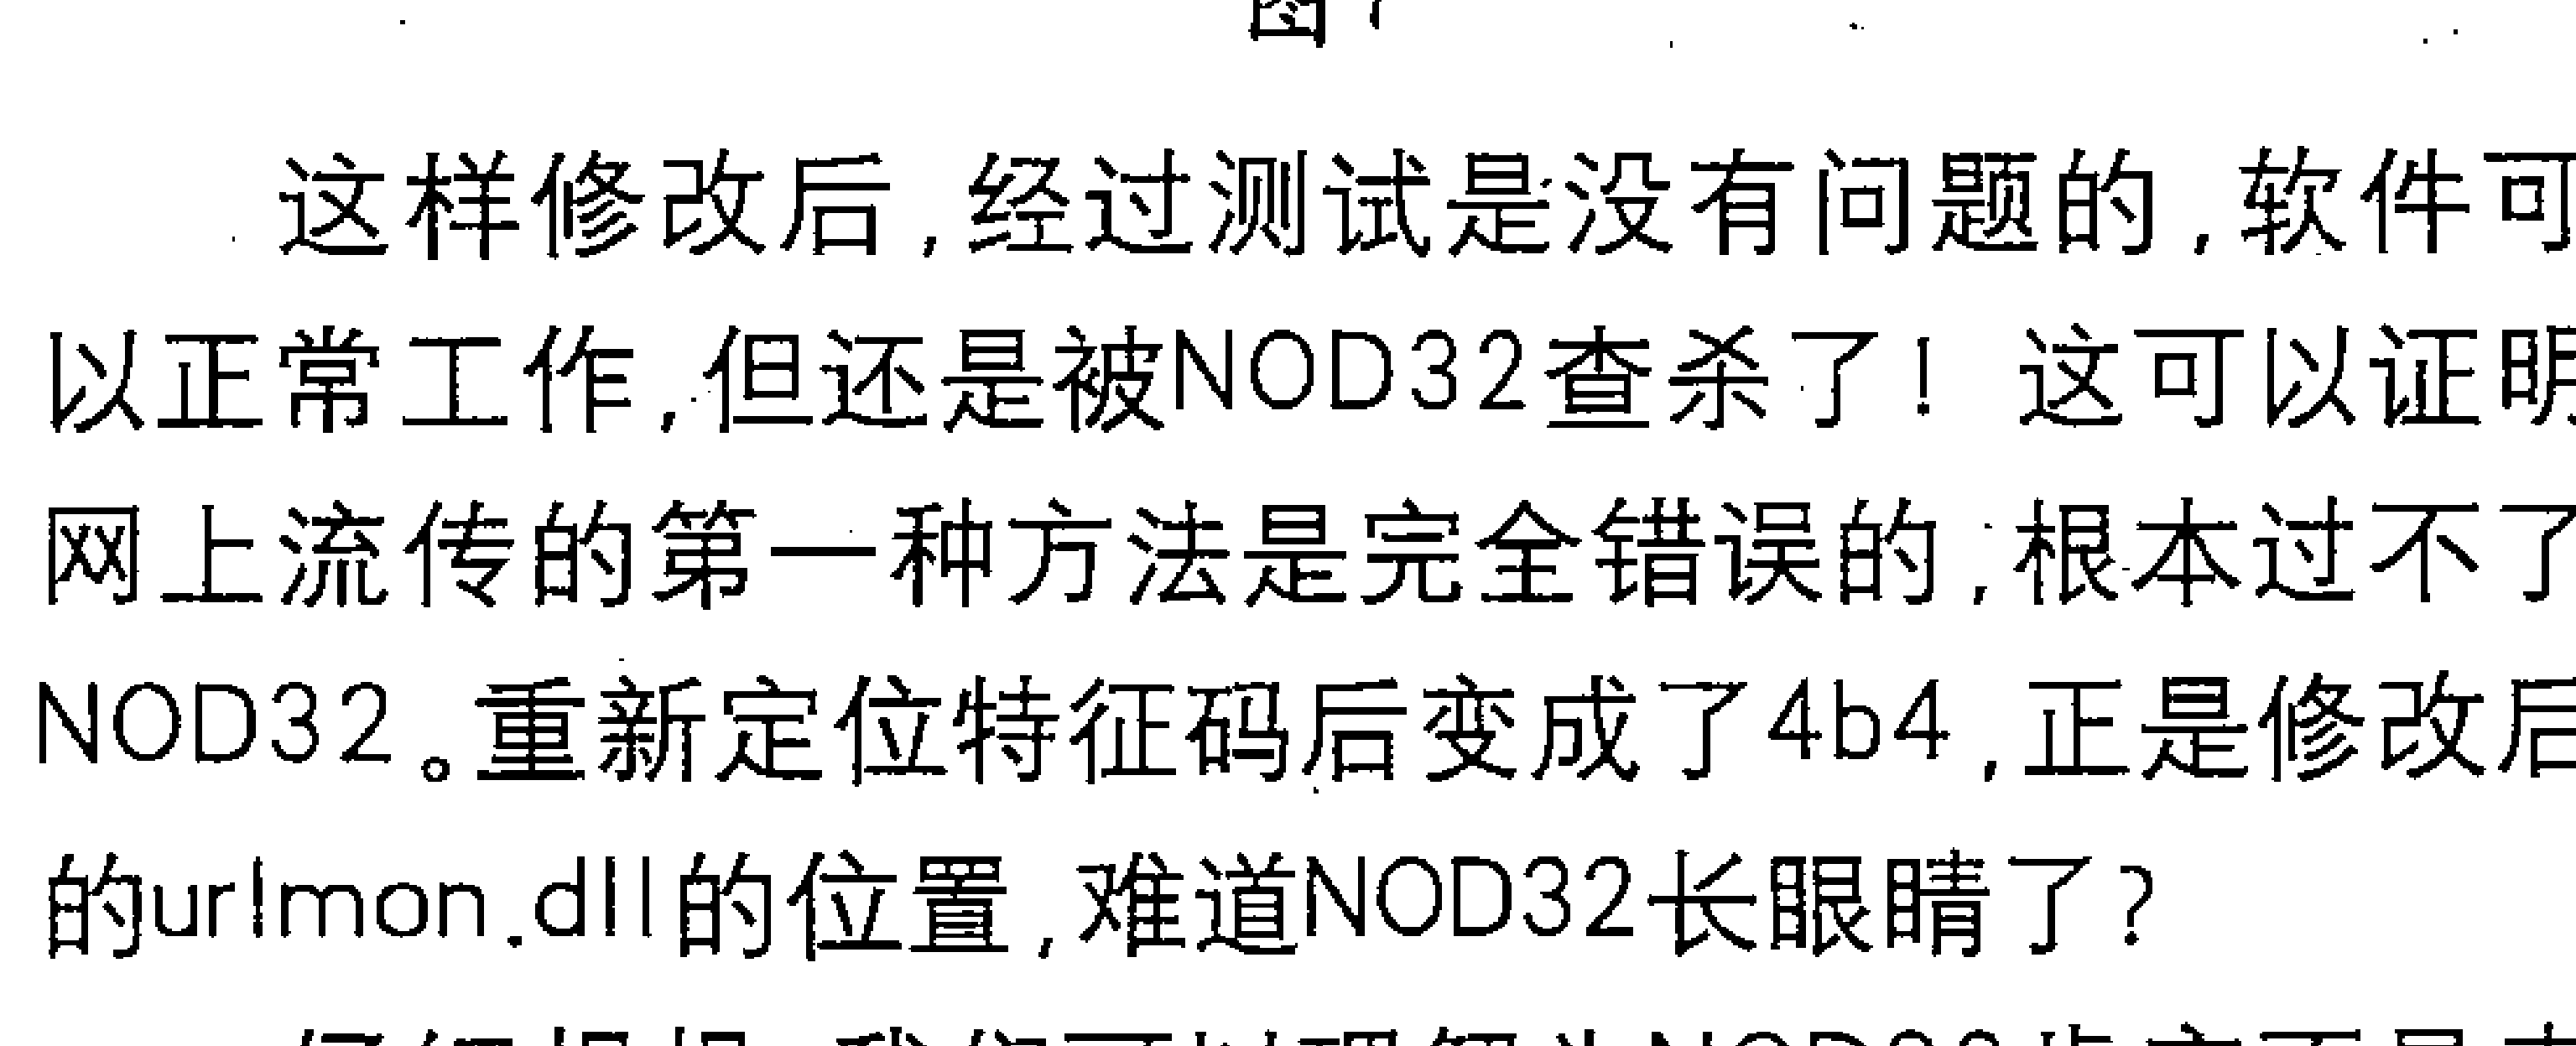 图
这样修改后,经过测试是没有问题的,软件可
以正常工作,但还是被NOD32查杀了! 这可以证明
网上流传的第一种方法是完全错误的,根本过不了
NOD32。重新定位特征码后变成了4b4,正是修改后
的urlmon.dll的位置,难道NOD32长眼睛了?